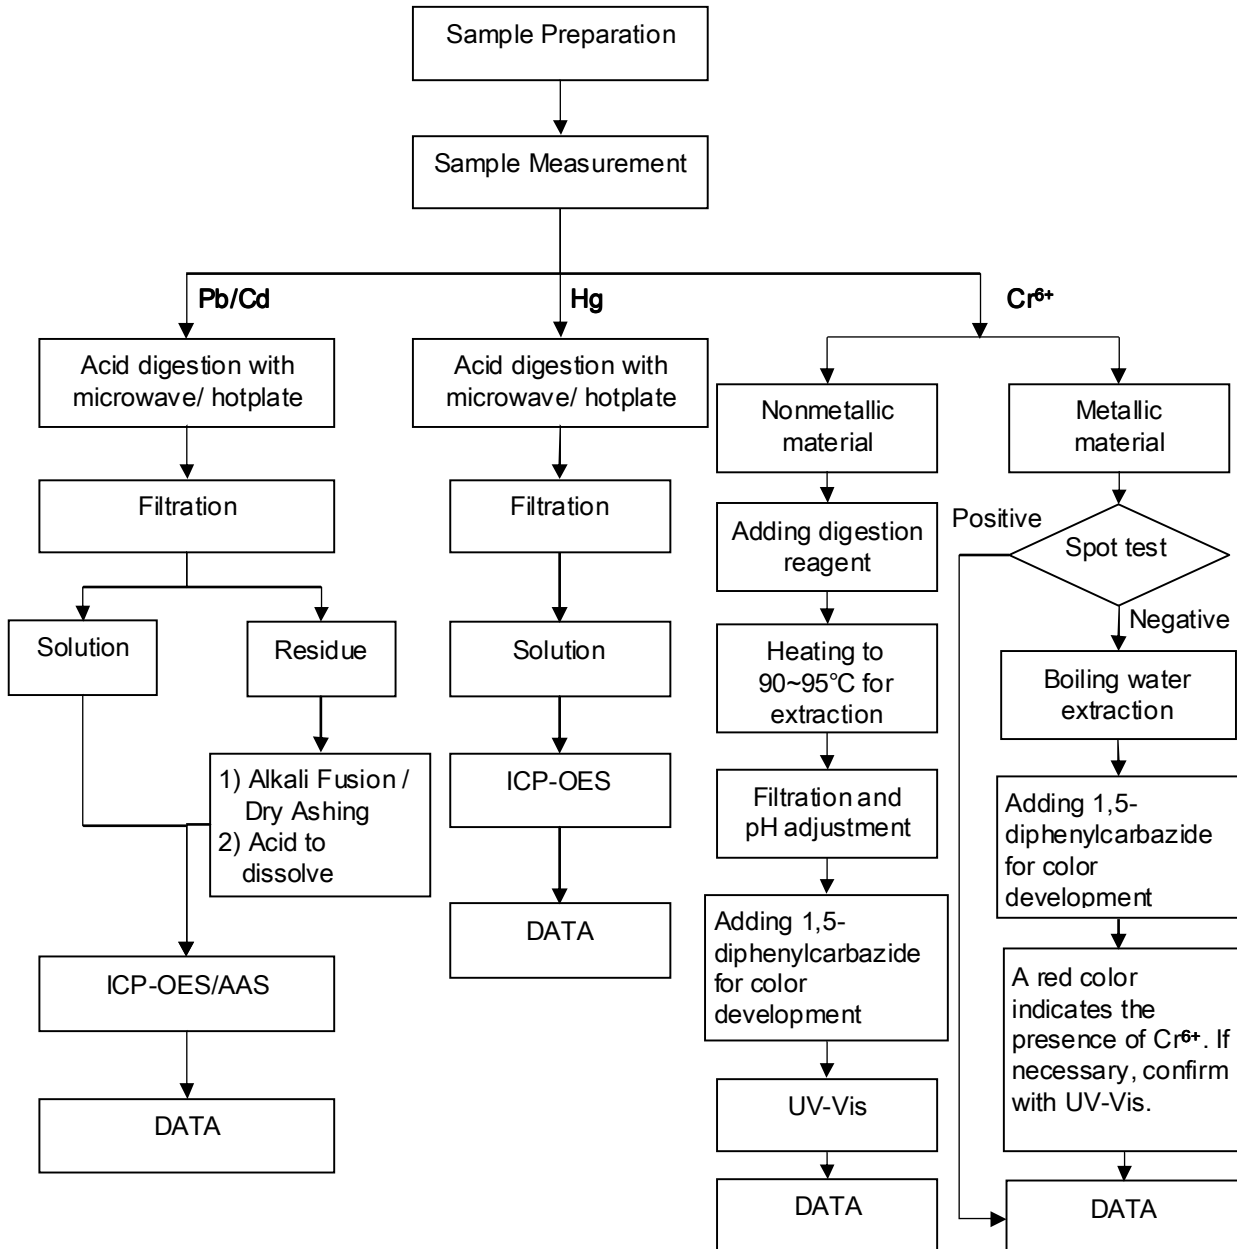 Sample Preparation
Sample Measurement
Pb/Cd
Hg
Cr⁶⁺
Acid digestion with
microwave/ hotplate
Filtration
Solution
Residue
1) Alkali Fusion /
Dry Ashing
2) Acid to
dissolve
ICP-OES/AAS
DATA
Acid digestion with
microwave/ hotplate
Filtration
Solution
ICP-OES
DATA
Nonmetallic
material
Adding digestion
reagent
Heating to
90~95°C for
extraction
Filtration and
pH adjustment
Adding 1,5-
diphenylcarbazide
for color
development
UV-Vis
DATA
Metallic
material
Positive
Spot test
Negative
Boiling water
extraction
Adding 1,5-
diphenylcarbazide
for color
development
A red color
indicates the
presence of Cr⁶⁺. If
necessary, confirm
with UV-Vis.
DATA